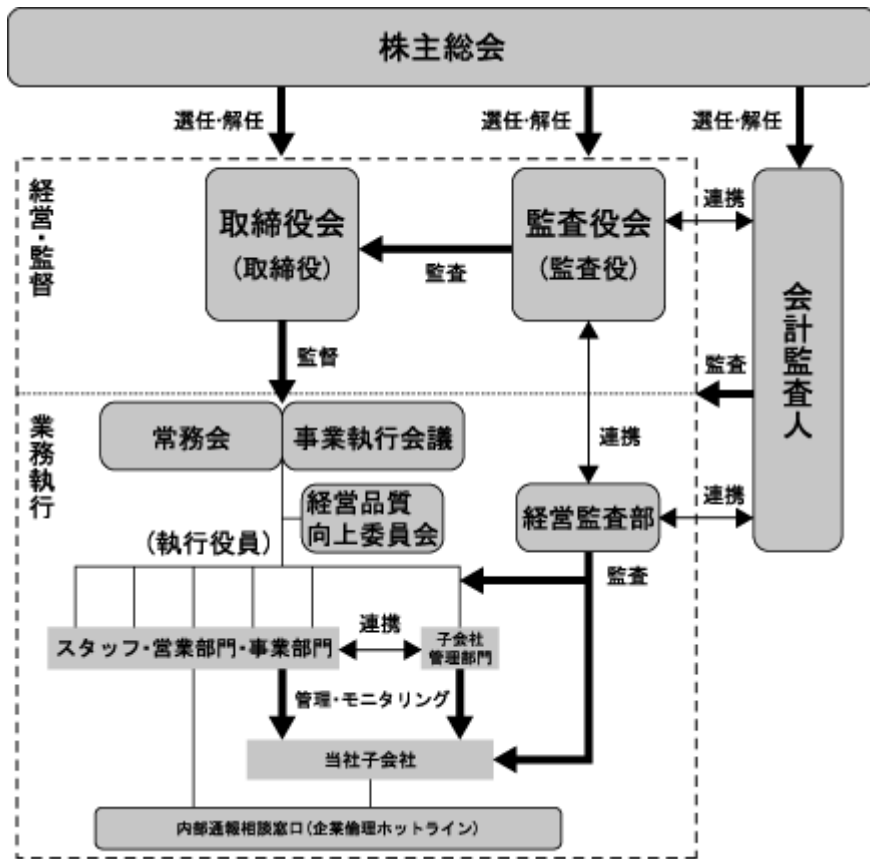 株主総会
選任・解任
選任・解任
選任・解任
経営・監督
取締役会
(取締役)
監査
監査役会
(監査役)
連携
会計監査人
監督
監査
業務執行
常務会
事業執行会議
連携
経営品質
向上委員会
経営監査部
連携
(執行役員)
監査
スタッフ・営業部門・事業部門
連携
子会社
管理部門
管理・モニタリング
当社子会社
内部通報相談窓口(企業倫理ホットライン)